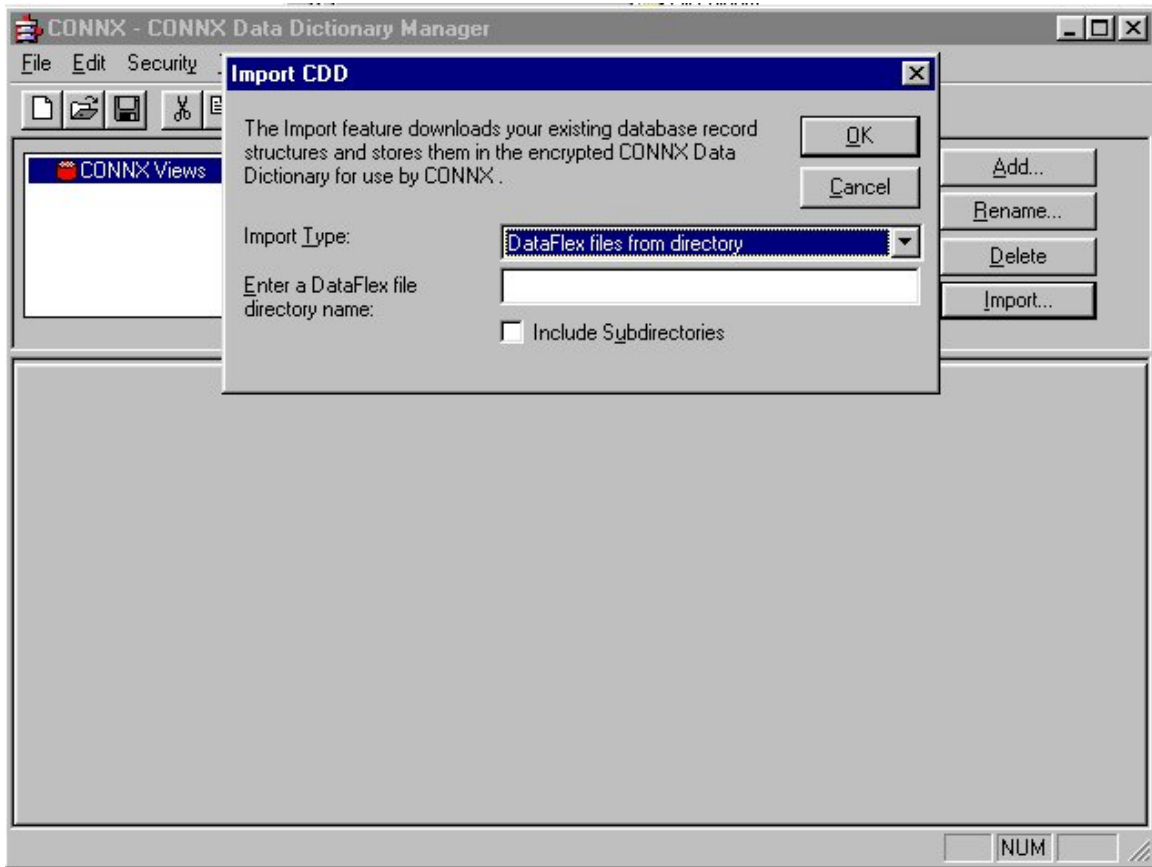 CONNX - CONNX Data Dictionary Manager
File Edit Security
Import CDD
The Import feature downloads your existing database record
structures and stores them in the encrypted CONNX Data
Dictionary for use by CONNX .
OK
Cancel
Import Type:
DataFlex files from directory
Enter a DataFlex file
directory name:
Include Subdirectories
CONNX Views
Add...
Rename...
Delete
Import...
NUM